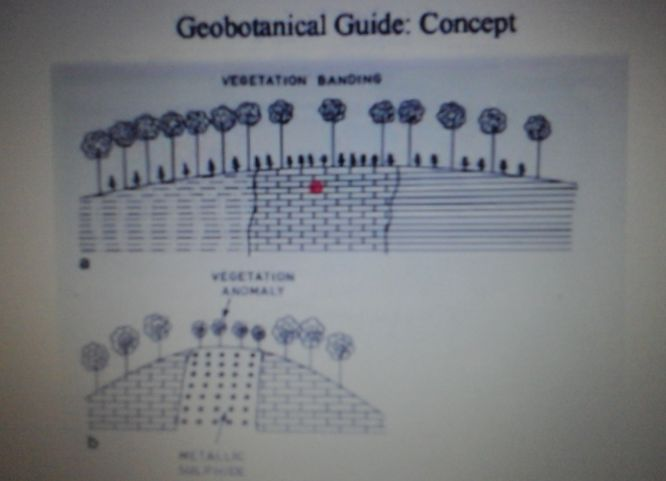 Geobotanical Guide: Concept
VEGETATION BANDING
a
VEGETATION
ANOMALY
b
METALLIC
SULPHIDE